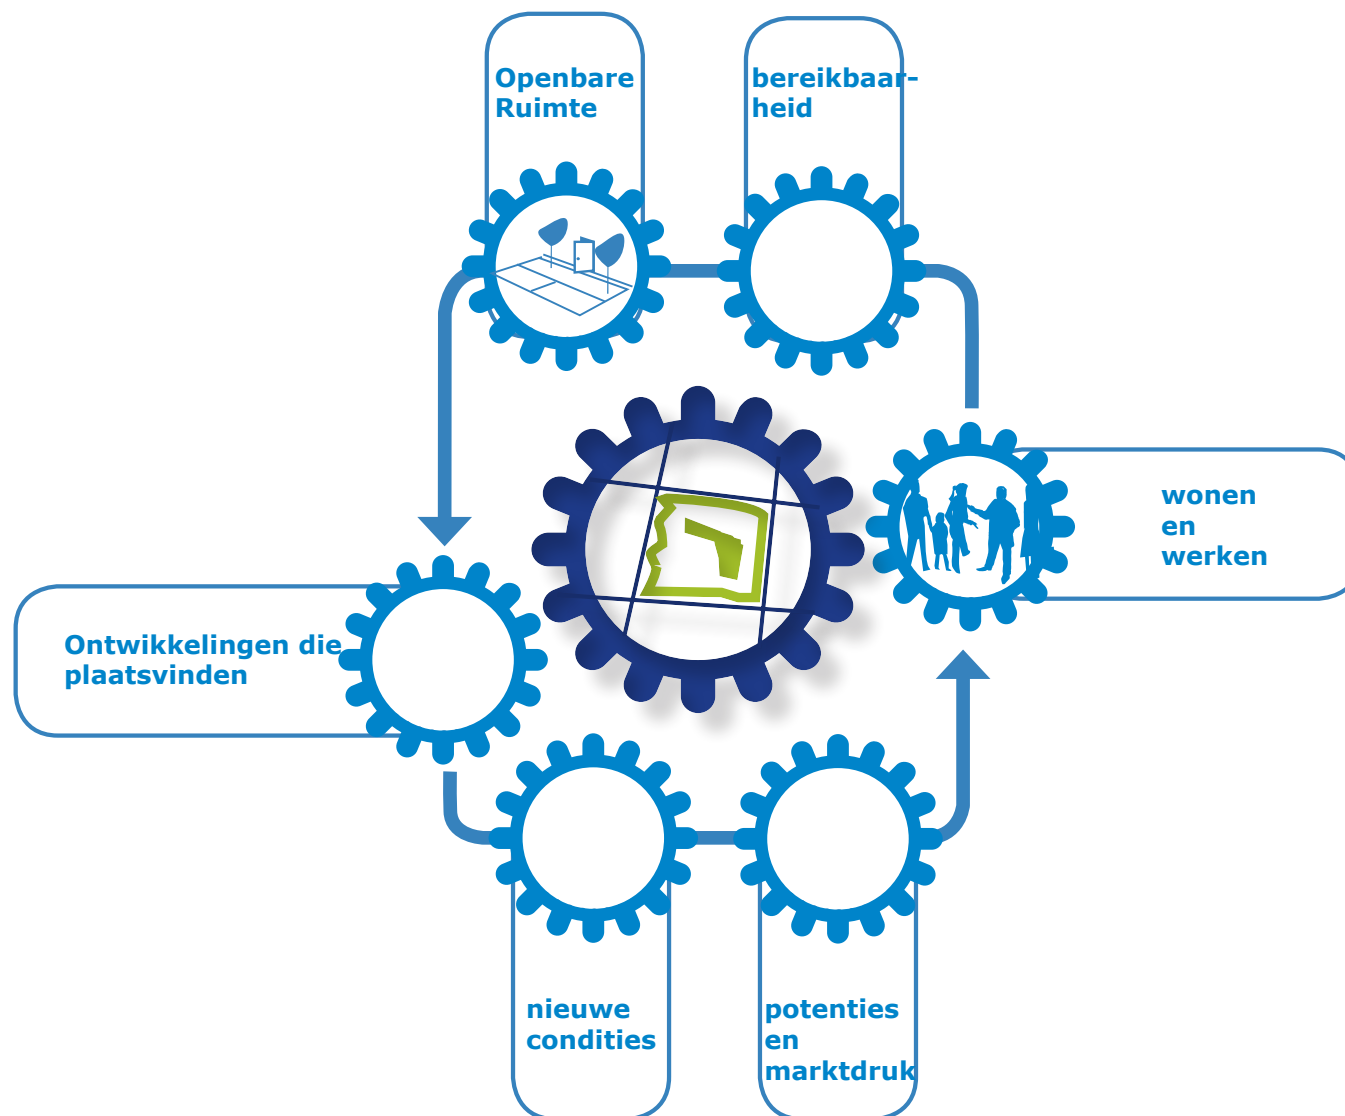 Openbare
Ruimte
bereikbaar-
heid
wonen
en
werken
Ontwikkelingen die
plaatsvinden
nieuwe
condities
potenties
en
marktdruk